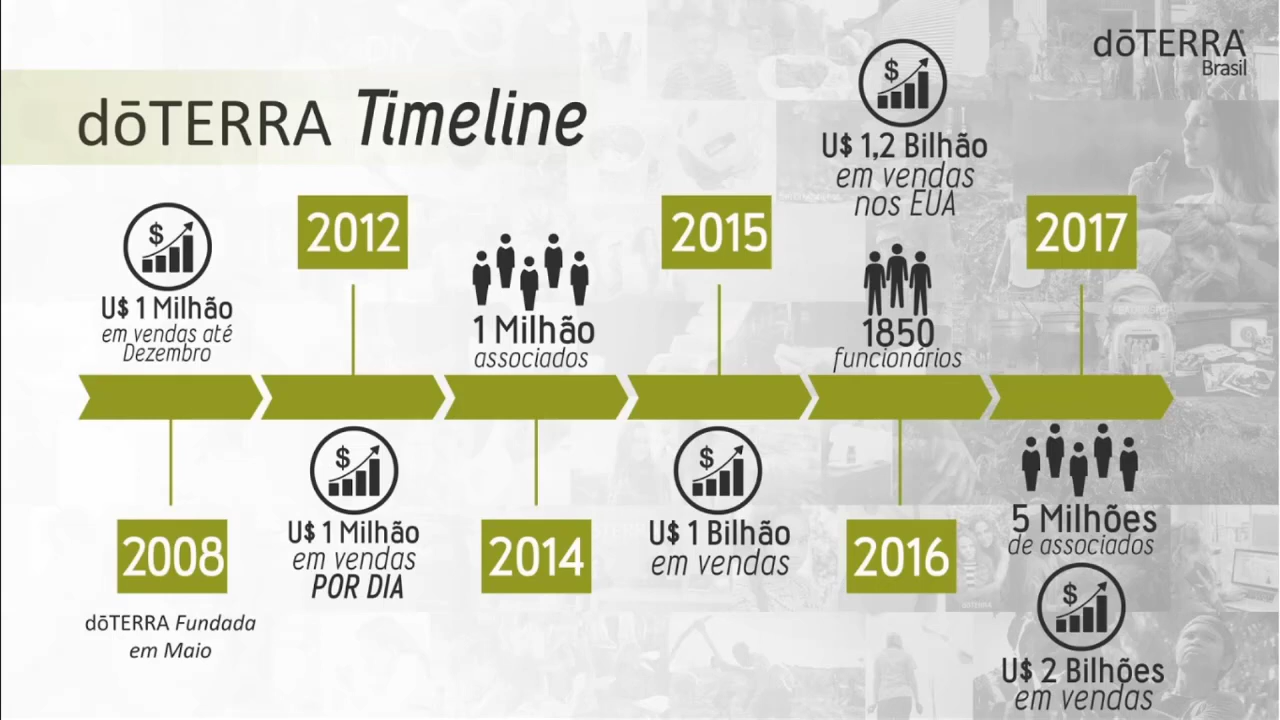 dōTERRA
Brasil
dōTERRA Timeline
U$ 1 Milhão
em vendas até
Dezembro
2008
dōTERRA Fundada
em Maio
2012
U$ 1 Milhão
em vendas
POR DIA
1 Milhão
associados
2014
2015
U$ 1 Bilhão
em vendas
U$ 1,2 Bilhão
em vendas
nos EUA
1850
funcionários
2016
2017
5 Milhões
de associados
U$ 2 Bilhões
em vendas